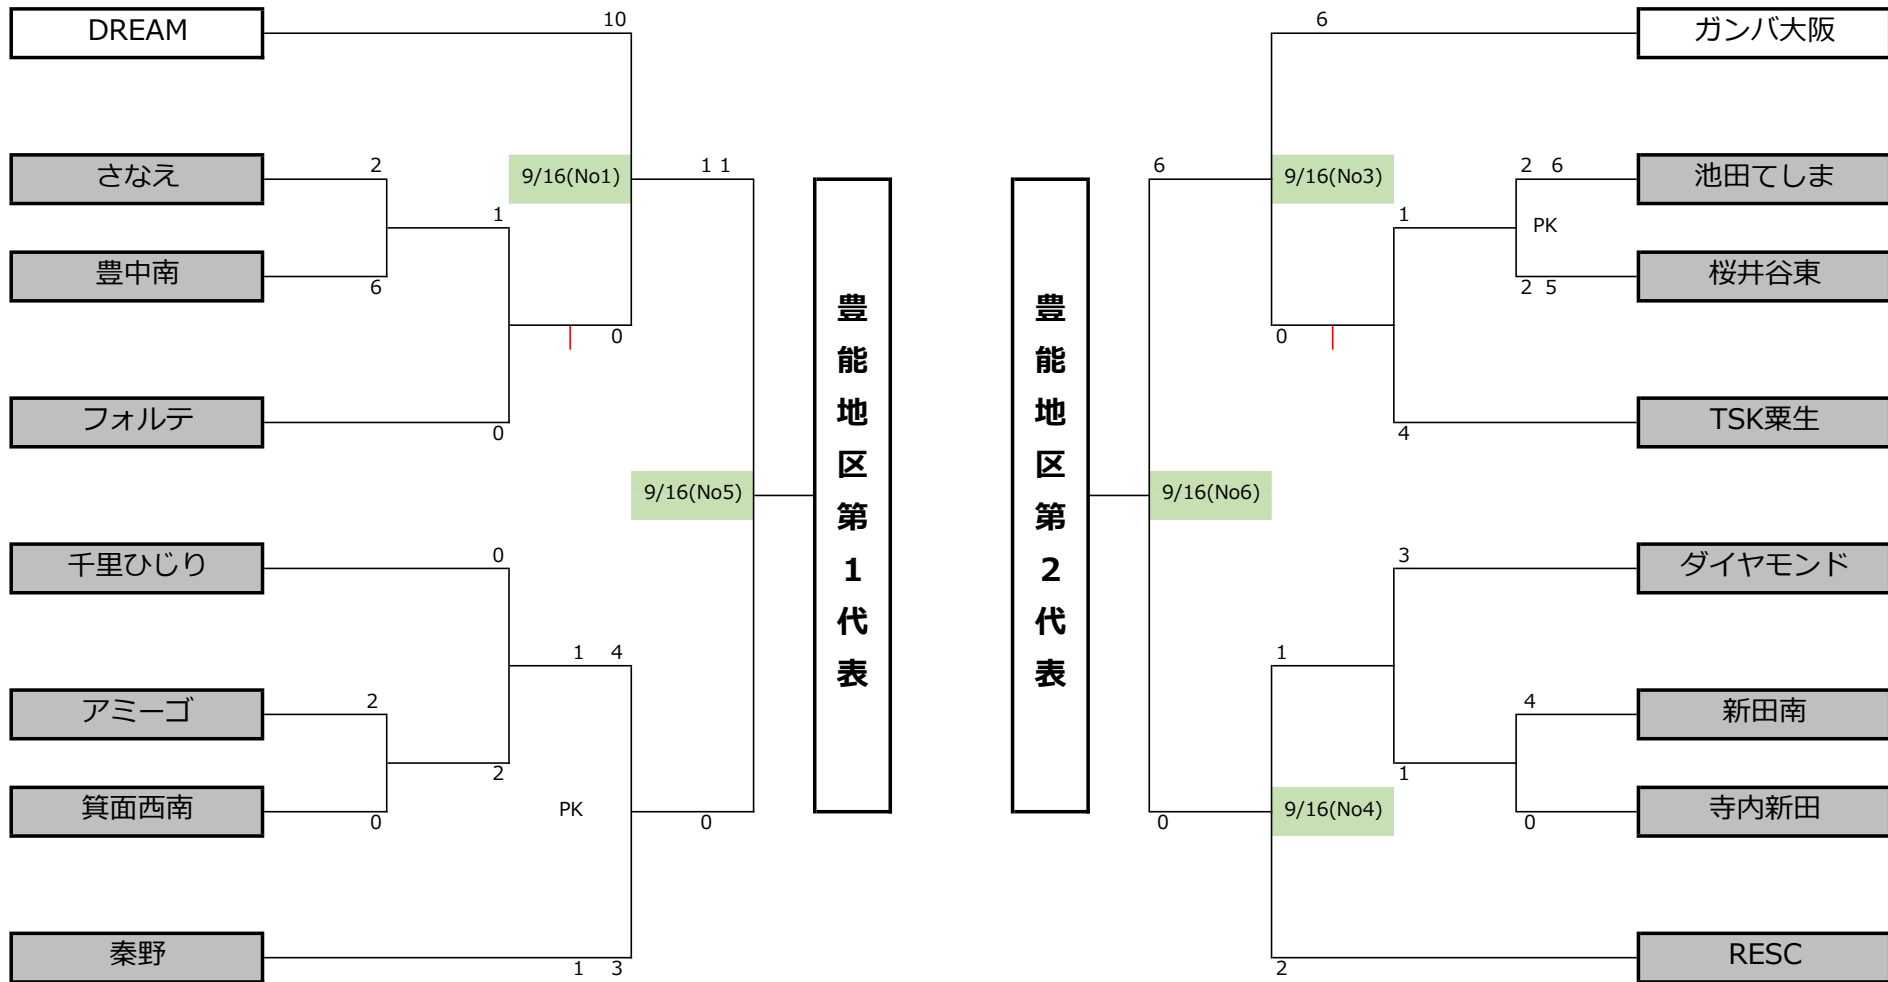 10
6
DREAM
ガンバ大阪
2
9/16(No1)
1 1
6
9/16(No3)
2 6
さなえ
池田てしま
1
1
PK
豊中南
6
桜井谷東
2 5
0
0
フォルテ
0
4
TSK粟生
豊能地区第1代表
豊能地区第2代表
9/16(No5)
9/16(No6)
千里ひじり
0
3
ダイヤモンド
1 4
1
アミーゴ
2
4
新田南
2
1
箕面西南
0
PK
0
0
9/16(No4)
0
寺内新田
秦野
1 3
2
RESC